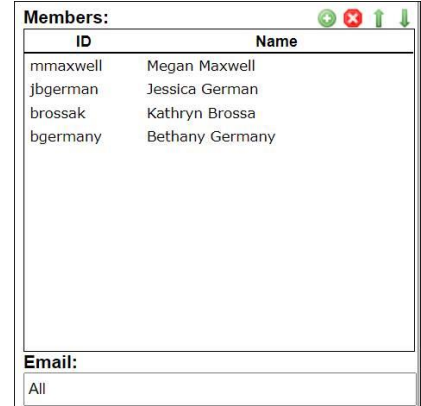 Members:
ID Name
mmaxwell Megan Maxwell
jbgerman Jessica German
brossak Kathryn Brossa
bgermany Bethany Germany
Email:
All